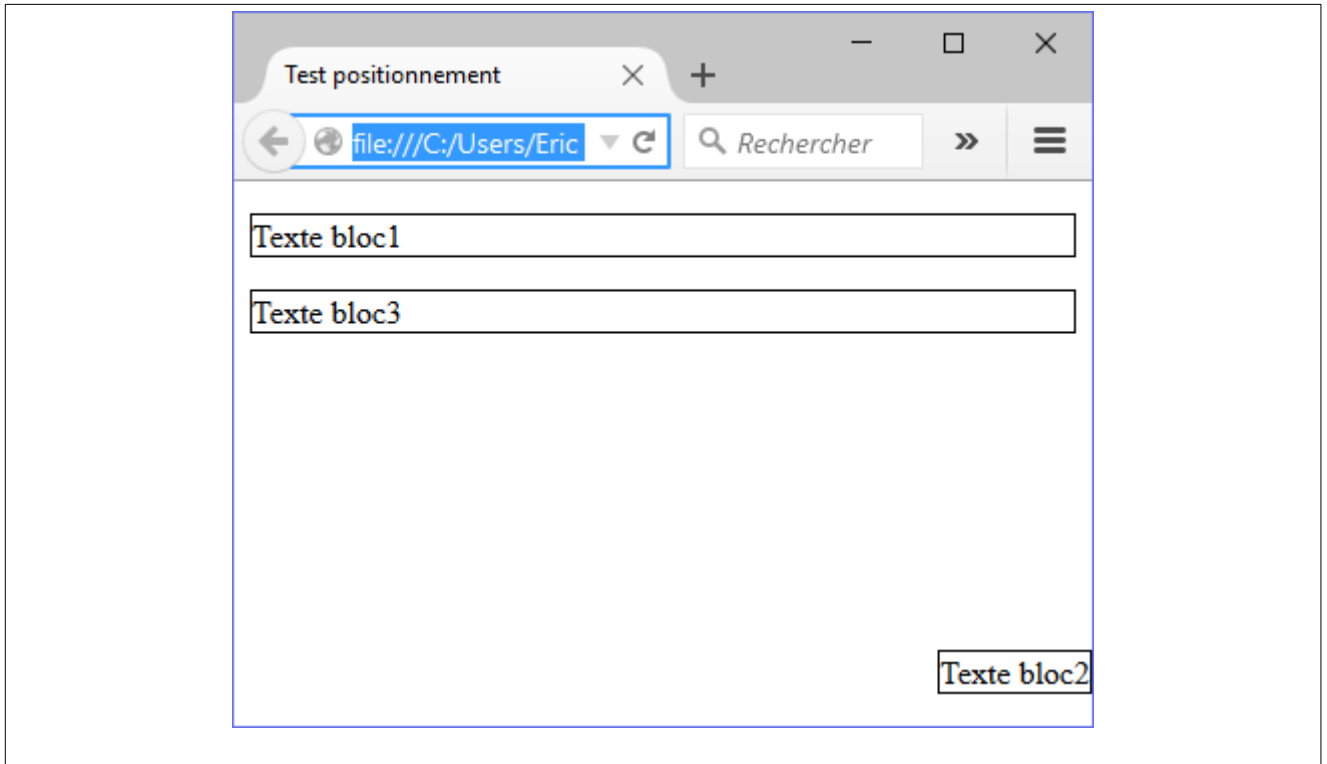 Test positionnement
file:///C:/Users/Eric
Rechercher
Texte bloc1
Texte bloc3
Texte bloc2